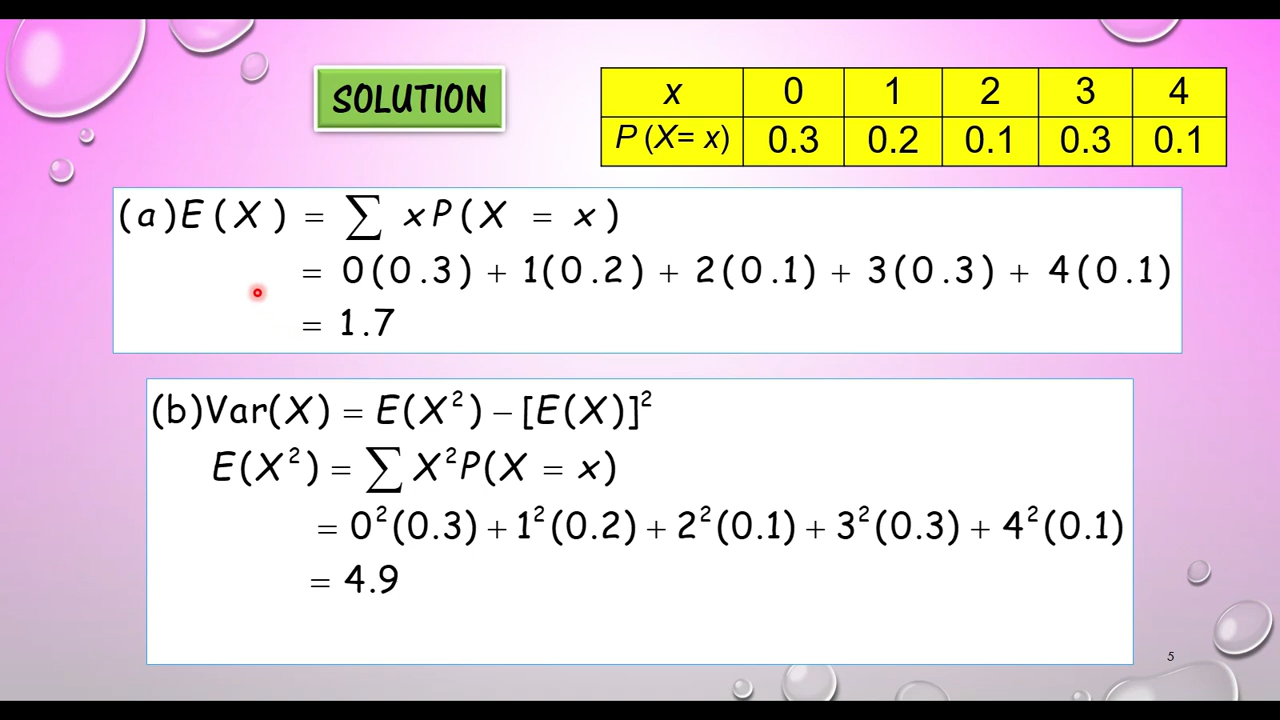 SOLUTION
x 0 1 2 3 4
P (X= x) 0.3 0.2 0.1 0.3 0.1
(a)E(X) = ∑ xP(X = x)
= 0(0.3) + 1(0.2) + 2(0.1) + 3(0.3) + 4(0.1)
= 1.7
(b)Var(X) = E(X²) – [E(X)]²
E(X²) = ∑ X²P(X = x)
= 0²(0.3) + 1²(0.2) + 2²(0.1) + 3²(0.3) + 4²(0.1)
= 4.9
5